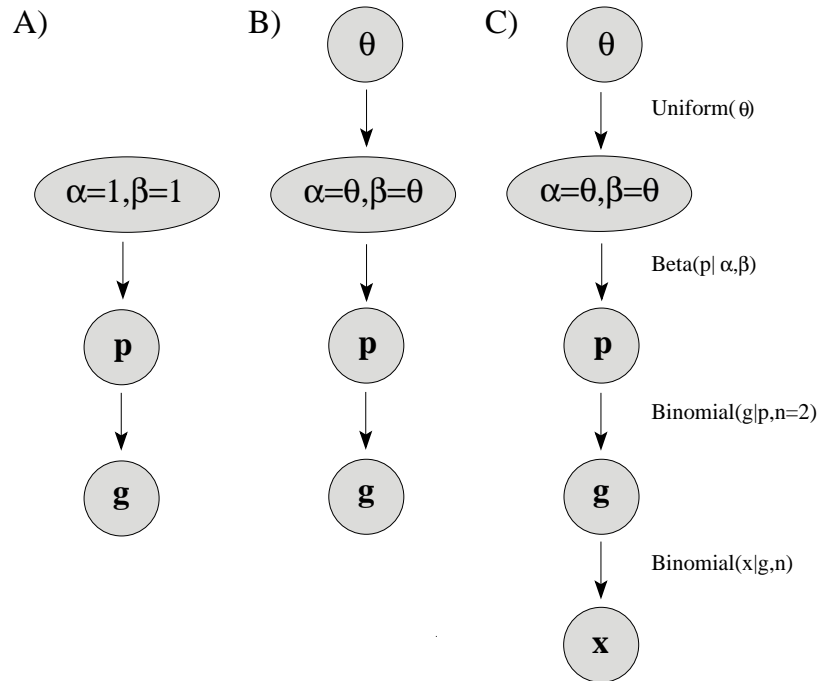 A)
B)
C)
θ
θ
Uniform( θ)
α=1,β=1
α=θ,β=θ
α=θ,β=θ
Beta(p| α,β)
p
p
p
Binomial(g|p,n=2)
g
g
g
Binomial(x|g,n)
x